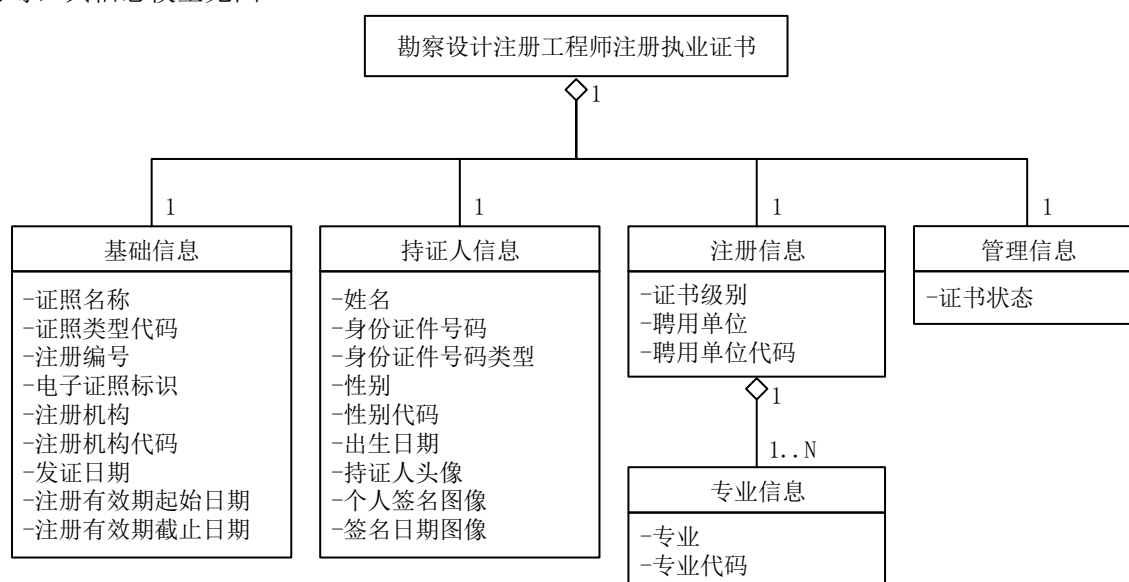 勘察设计注册工程师注册执业证书
1
1
1
1
1
基础信息
-证照名称
-证照类型代码
-注册编号
-电子证照标识
-注册机构
-注册机构代码
-发证日期
-注册有效期起始日期
-注册有效期截止日期
持证人信息
-姓名
-身份证件号码
-身份证件号码类型
-性别
-性别代码
-出生日期
-持证人头像
-个人签名图像
-签名日期图像
注册信息
-证书级别
-聘用单位
-聘用单位代码
1
1..N
专业信息
-专业
-专业代码
管理信息
-证书状态